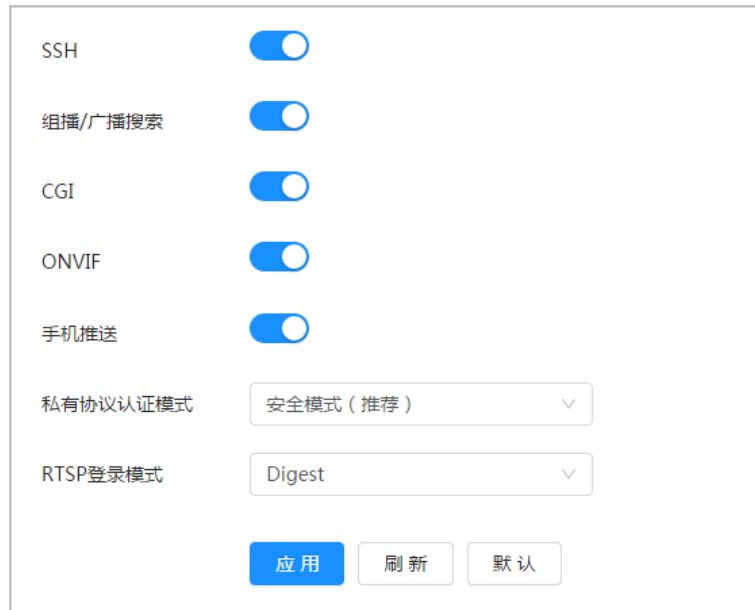 SSH
组播/广播搜索
CGI
ONVIF
手机推送
私有协议认证模式 安全模式（推荐）
RTSP登录模式 Digest
应用 刷新 默认